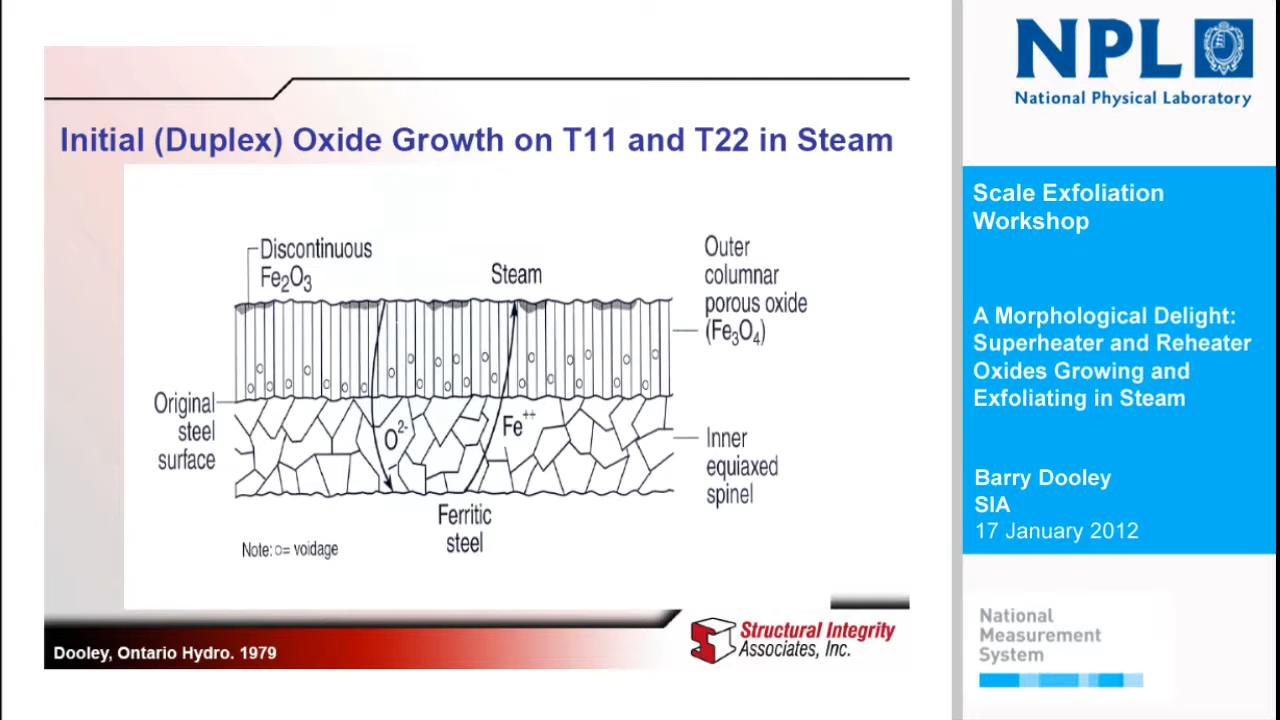 Initial (Duplex) Oxide Growth on T11 and T22 in Steam
Discontinuous
Fe₂O₃
Steam
Outer
columnar
porous oxide
(Fe₃O₄)
Original
steel
surface
O²⁻
Fe⁺⁺
Inner
equiaxed
spinel
Ferritic
steel
Note: o= voidage
Structural Integrity
Associates, Inc.
Dooley, Ontario Hydro. 1979
NPL
National Physical Laboratory
Scale Exfoliation
Workshop
A Morphological Delight:
Superheater and Reheater
Oxides Growing and
Exfoliating in Steam
Barry Dooley
SIA
17 January 2012
National
Measurement
System